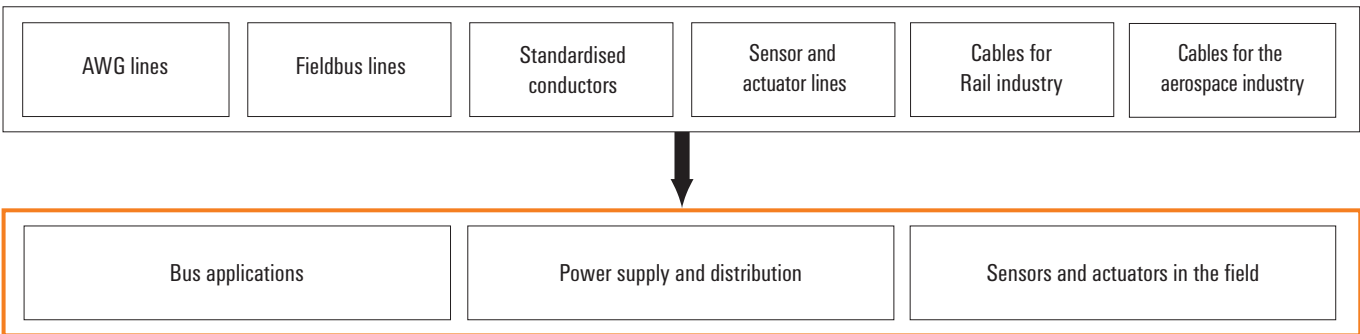 AWG lines
Fieldbus lines
Standardised
conductors
Sensor and
actuator lines
Cables for
Rail industry
Cables for the
aerospace industry
Bus applications
Power supply and distribution
Sensors and actuators in the field